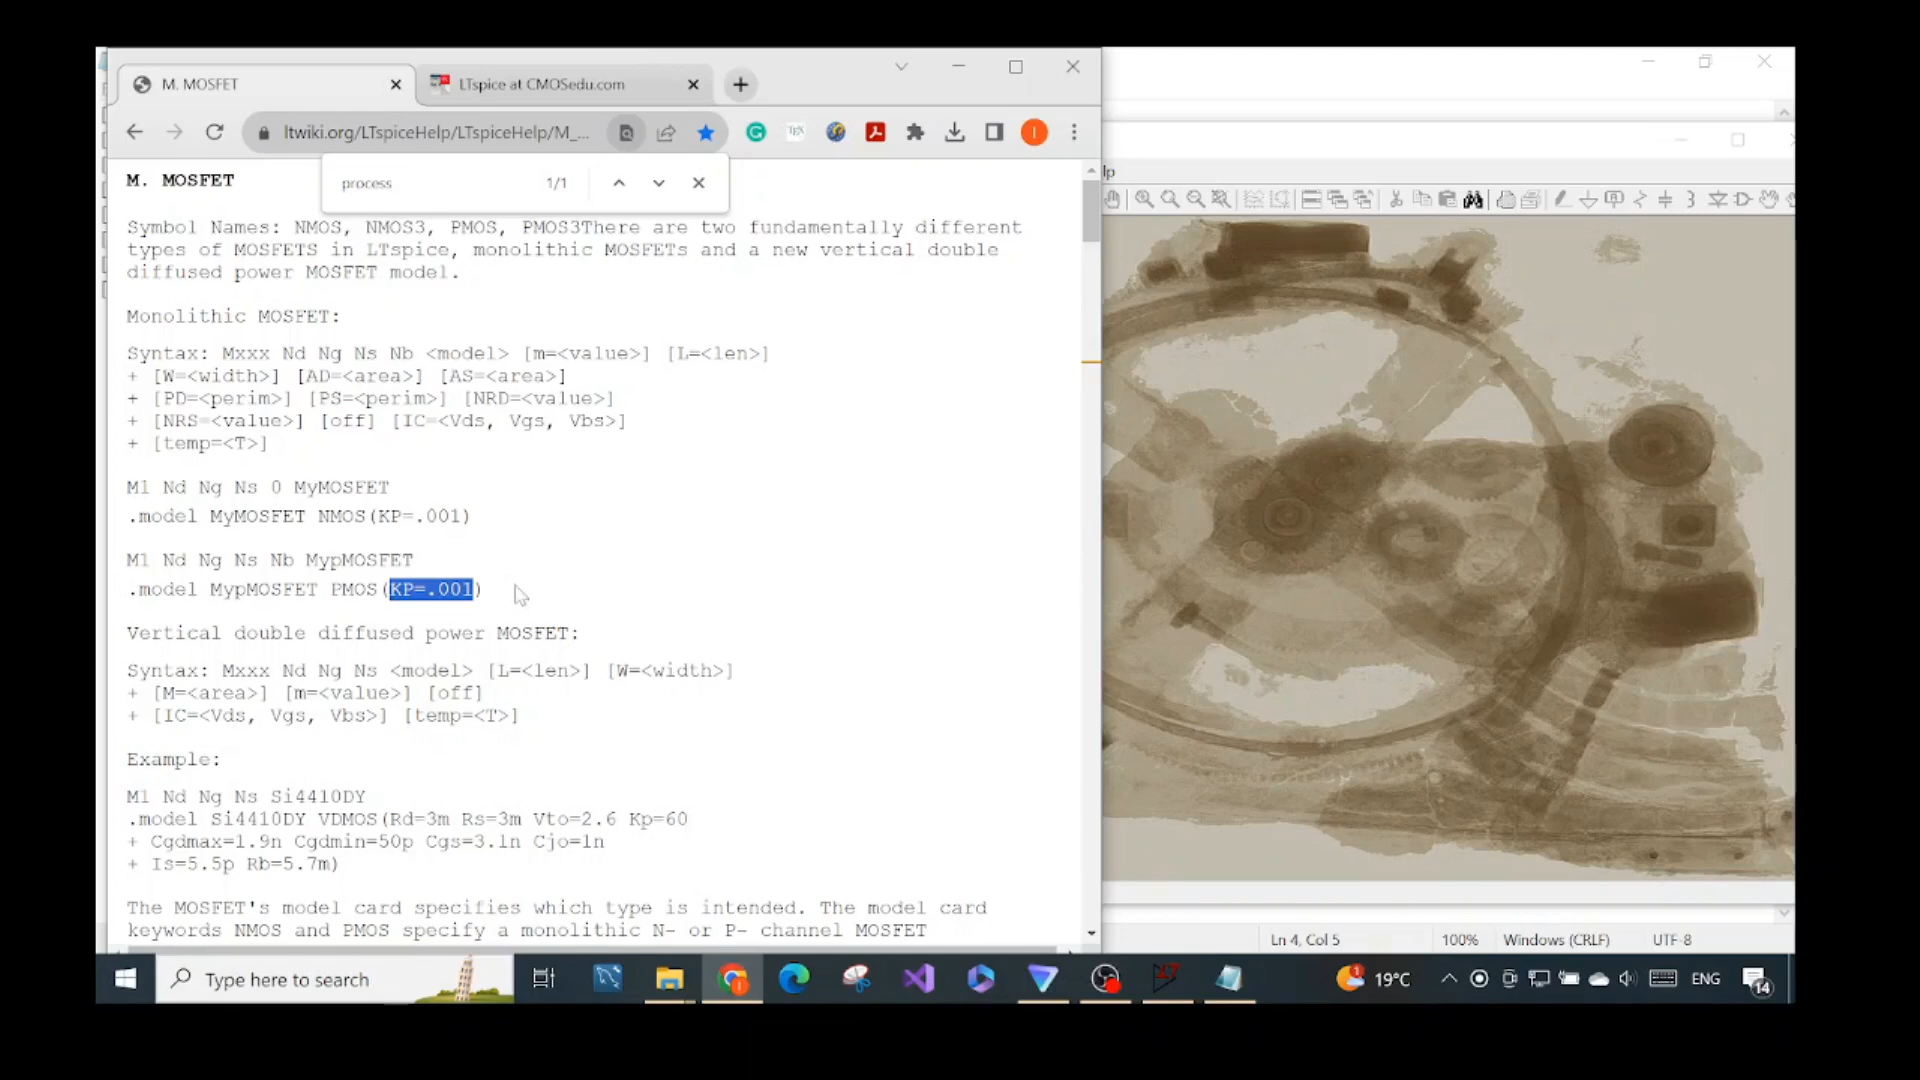 M. MOSFET
LTspice at CMOSedu.com
ltwiki.org/LTspiceHelp/LTspiceHelp/M_...
process 1/1
M. MOSFET
Symbol Names: NMOS, NMOS3, PMOS, PMOS3There are two fundamentally different
types of MOSFETS in LTspice, monolithic MOSFETs and a new vertical double
diffused power MOSFET model.
Monolithic MOSFET:
Syntax: Mxxx Nd Ng Ns Nb <model> [m=<value>] [L=<len>]
+ [W=<width>] [AD=<area>] [AS=<area>]
+ [PD=<perim>] [PS=<perim>] [NRD=<value>]
+ [NRS=<value>] [off] [IC=<Vds, Vgs, Vbs>]
+ [temp=<T>]
M1 Nd Ng Ns 0 MyMOSFET
.model MyMOSFET NMOS(KP=.001)
M1 Nd Ng Ns Nb MypMOSFET
.model MypMOSFET PMOS(KP=.001)
Vertical double diffused power MOSFET:
Syntax: Mxxx Nd Ng Ns <model> [L=<len>] [W=<width>]
+ [M=<area>] [m=<value>] [off]
+ [IC=<Vds, Vgs, Vbs>] [temp=<T>]
Example:
M1 Nd Ng Ns Si4410DY
.model Si4410DY VDMOS(Rd=3m Rs=3m Vto=2.6 Kp=60
+ Cgdmax=1.9n Cgdmin=50p Cgs=3.1n Cjo=1n
+ Is=5.5p Rb=5.7m)
The MOSFET's model card specifies which type is intended. The model card
keywords NMOS and PMOS specify a monolithic N- or P- channel MOSFET
lp
Ln 4, Col 5 100% Windows (CRLF) UTF-8
Type here to search
19°C
ENG
14